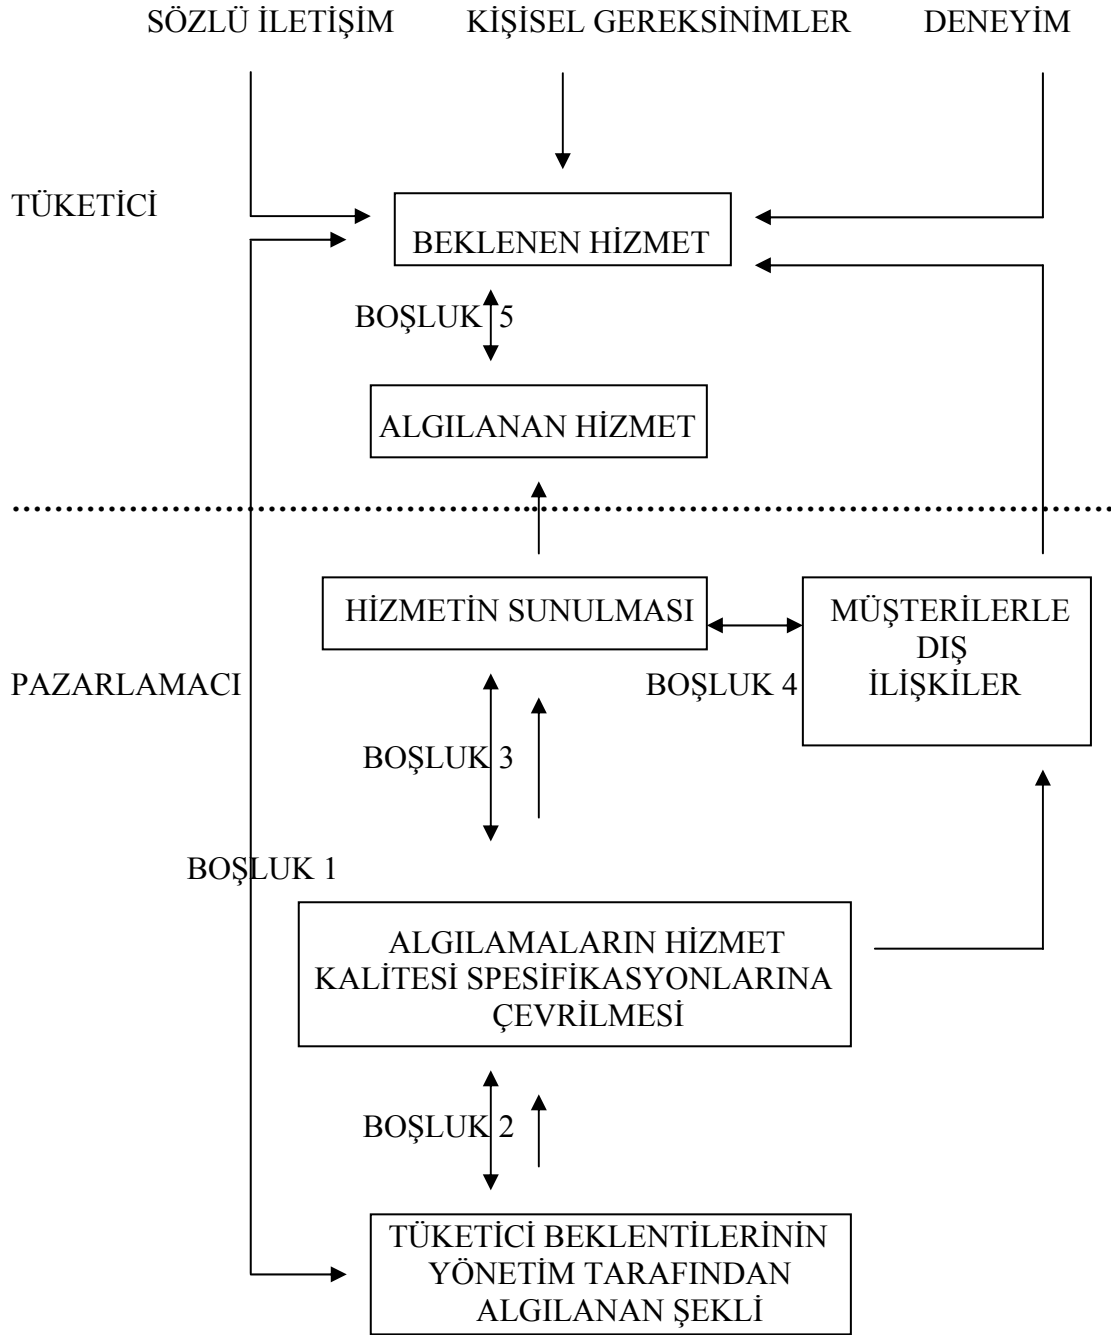 SÖZLÜ İLETİŞİM KİŞİSEL GEREKSİNİMLER DENEYİM
TÜKETİCİ
BEKLENEN HİZMET
BOŞLUK 5
ALGILANAN HİZMET
HİZMETİN SUNULMASI
MÜŞTERİLERLE
DIŞ
İLİŞKİLER
PAZARLAMACI
BOŞLUK 4
BOŞLUK 3
BOŞLUK 1
ALGILAMALARIN HİZMET
KALİTESİ SPESİFİKASYONLARINA
ÇEVRİLMESİ
BOŞLUK 2
TÜKETİCİ BEKLENTİLERİNİN
YÖNETİM TARAFINDAN
ALGILANAN ŞEKLİ